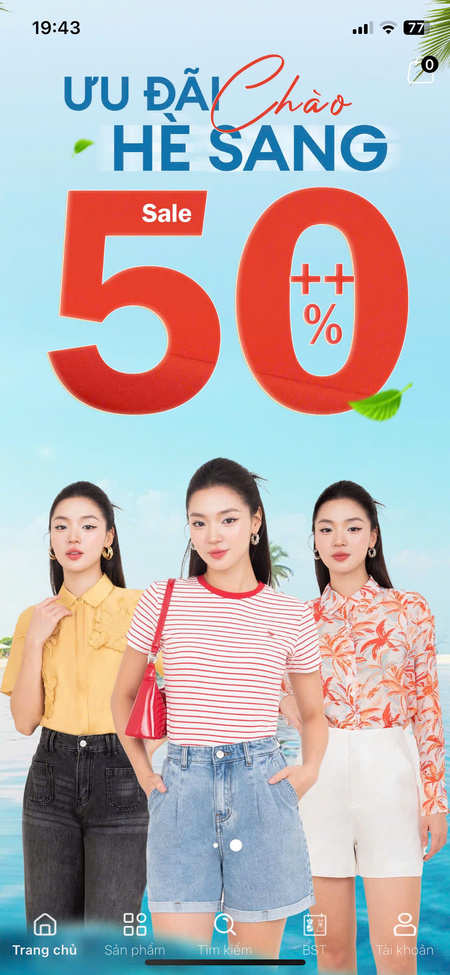 19:43
77
0
ƯU ĐÃI Chào
HÈ SANG
Sale
50
++
%
Trang chủ
Sản phẩm
Tìm kiếm
BST
Tài khoản